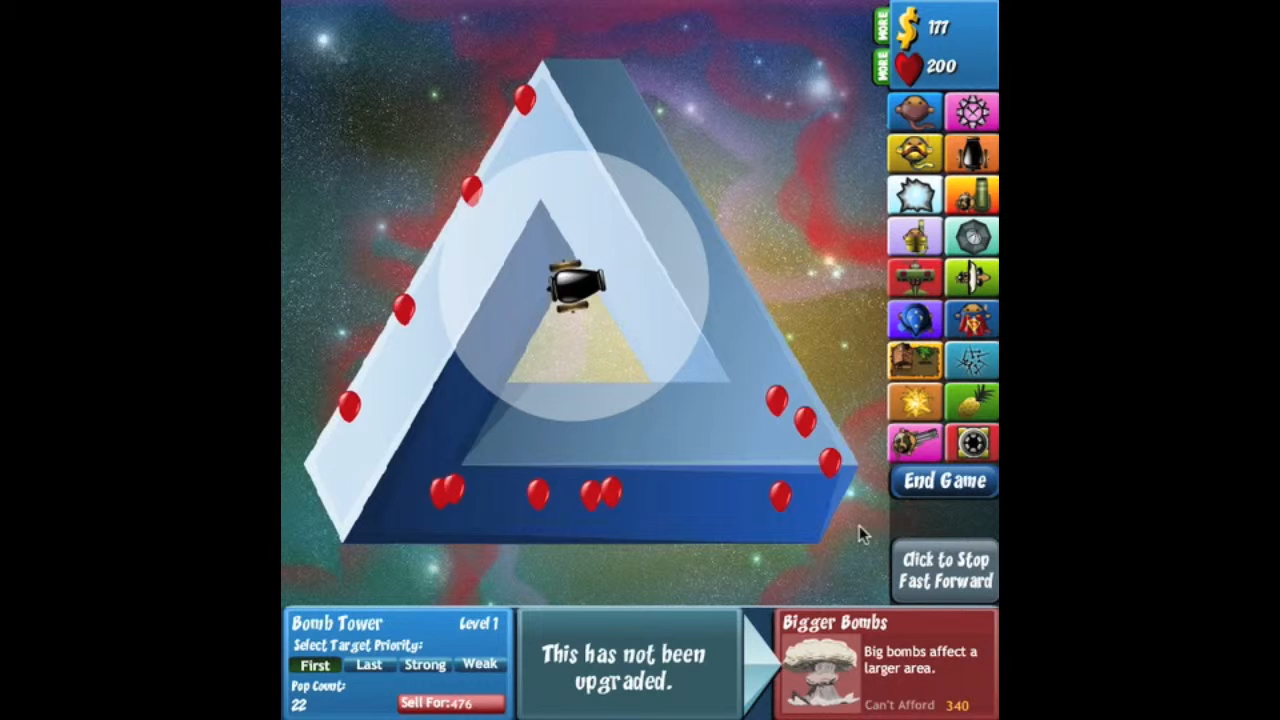 MORE
177
MORE
200
End Game
Click to Stop
Fast Forward
Bomb Tower
Level 1
Select Target Priority:
First Last Strong Weak
Pop Count:
22
Sell For:476
This has not been
upgraded.
Bigger Bombs
Big bombs affect a
larger area.
Can't Afford 340